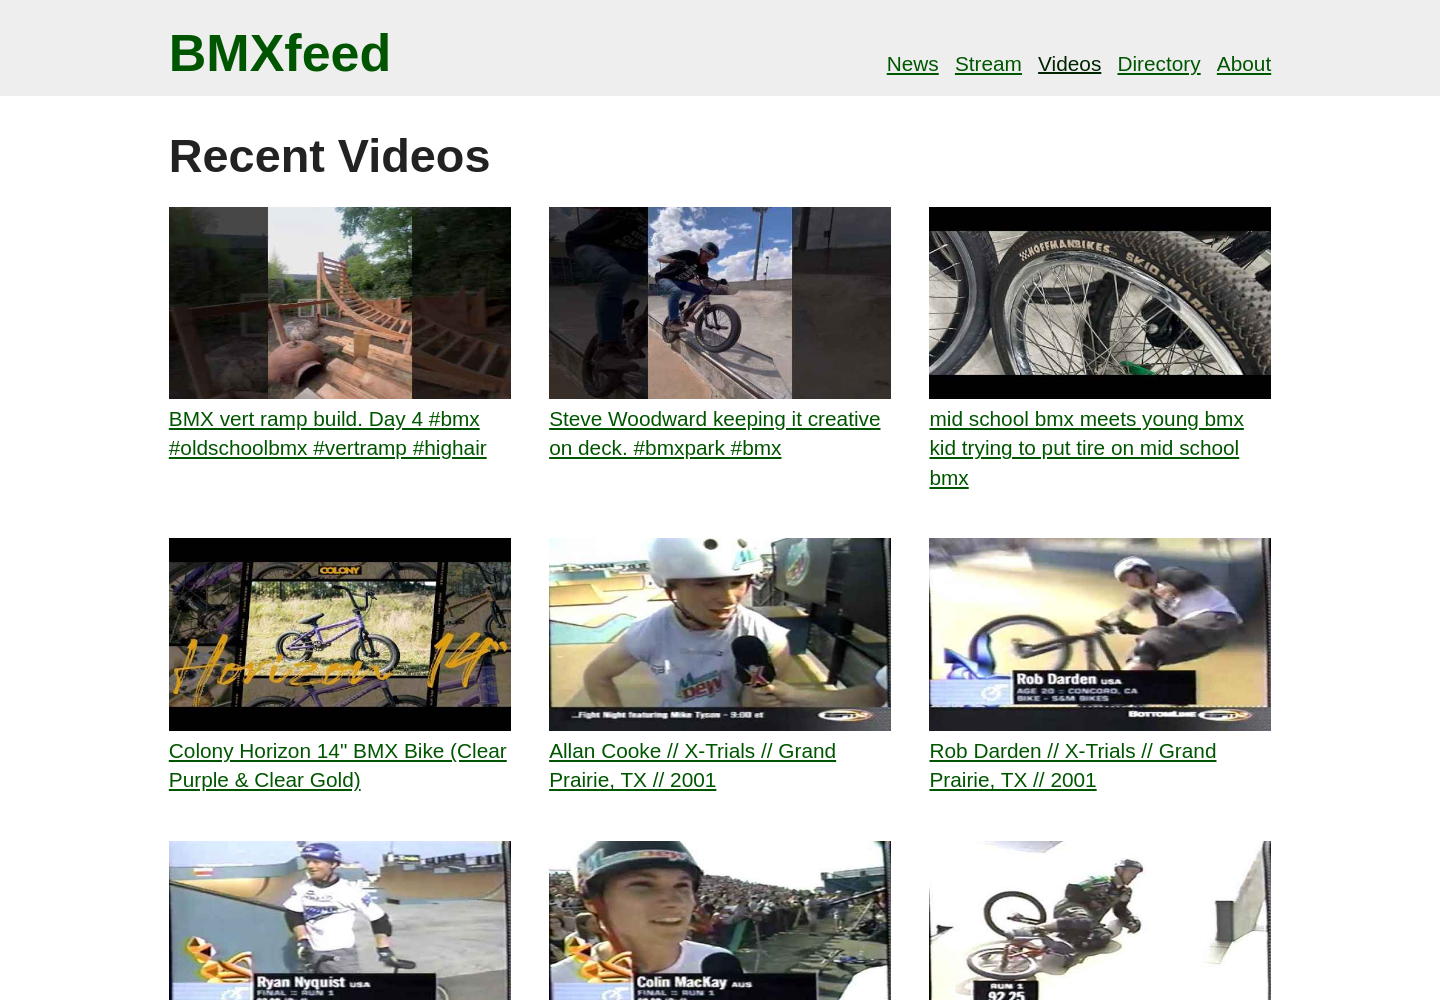 BMXfeed
News Stream Videos Directory About
Recent Videos
HOFFMANBIKES. SKID-MARK TIRE
BMX vert ramp build. Day 4 #bmx
#oldschoolbmx #vertramp #highair
Steve Woodward keeping it creative
on deck. #bmxpark #bmx
mid school bmx meets young bmx
kid trying to put tire on mid school
bmx
COLONY
Horizon 14"
Mountain Dew
X
...Fight Night featuring Mike Tyson - 9:00 et
Rob Darden USA
AGE 20 :: CONCORD, CA
BIKE - S&M BIKES
BOTTOMLINE
Colony Horizon 14" BMX Bike (Clear
Purple & Clear Gold)
Allan Cooke // X-Trials // Grand
Prairie, TX // 2001
Rob Darden // X-Trials // Grand
Prairie, TX // 2001
Ryan Nyquist USA
FINAL :: RUN 1
Colin MacKay AUS
FINAL :: RUN 1
RUN 1
92.25